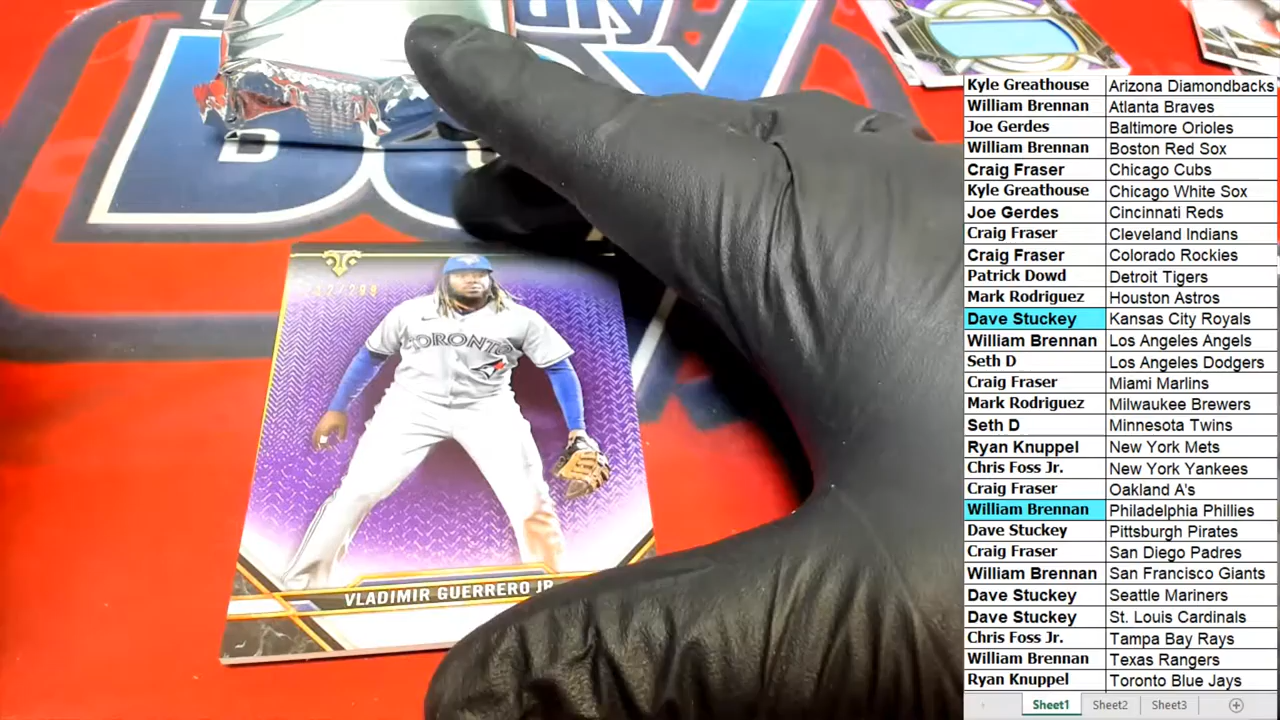 TORONTO
VLADIMIR GUERRERO JR
Kyle Greathouse Arizona Diamondbacks
William Brennan Atlanta Braves
Joe Gerdes Baltimore Orioles
William Brennan Boston Red Sox
Craig Fraser Chicago Cubs
Kyle Greathouse Chicago White Sox
Joe Gerdes Cincinnati Reds
Craig Fraser Cleveland Indians
Craig Fraser Colorado Rockies
Patrick Dowd Detroit Tigers
Mark Rodriguez Houston Astros
Dave Stuckey Kansas City Royals
William Brennan Los Angeles Angels
Seth D Los Angeles Dodgers
Craig Fraser Miami Marlins
Mark Rodriguez Milwaukee Brewers
Seth D Minnesota Twins
Ryan Knuppel New York Mets
Chris Foss Jr. New York Yankees
Craig Fraser Oakland A's
William Brennan Philadelphia Phillies
Dave Stuckey Pittsburgh Pirates
Craig Fraser San Diego Padres
William Brennan San Francisco Giants
Dave Stuckey Seattle Mariners
Dave Stuckey St. Louis Cardinals
Chris Foss Jr. Tampa Bay Rays
William Brennan Texas Rangers
Ryan Knuppel Toronto Blue Jays
Sheet1 Sheet2 Sheet3